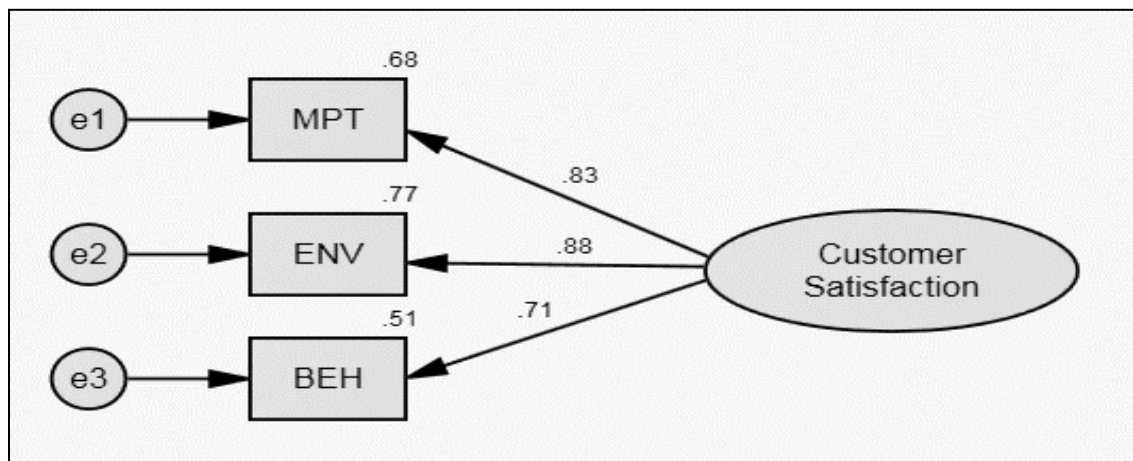 .68
e1
MPT
.83
.77
e2
ENV
.88
Customer
Satisfaction
.51
.71
e3
BEH